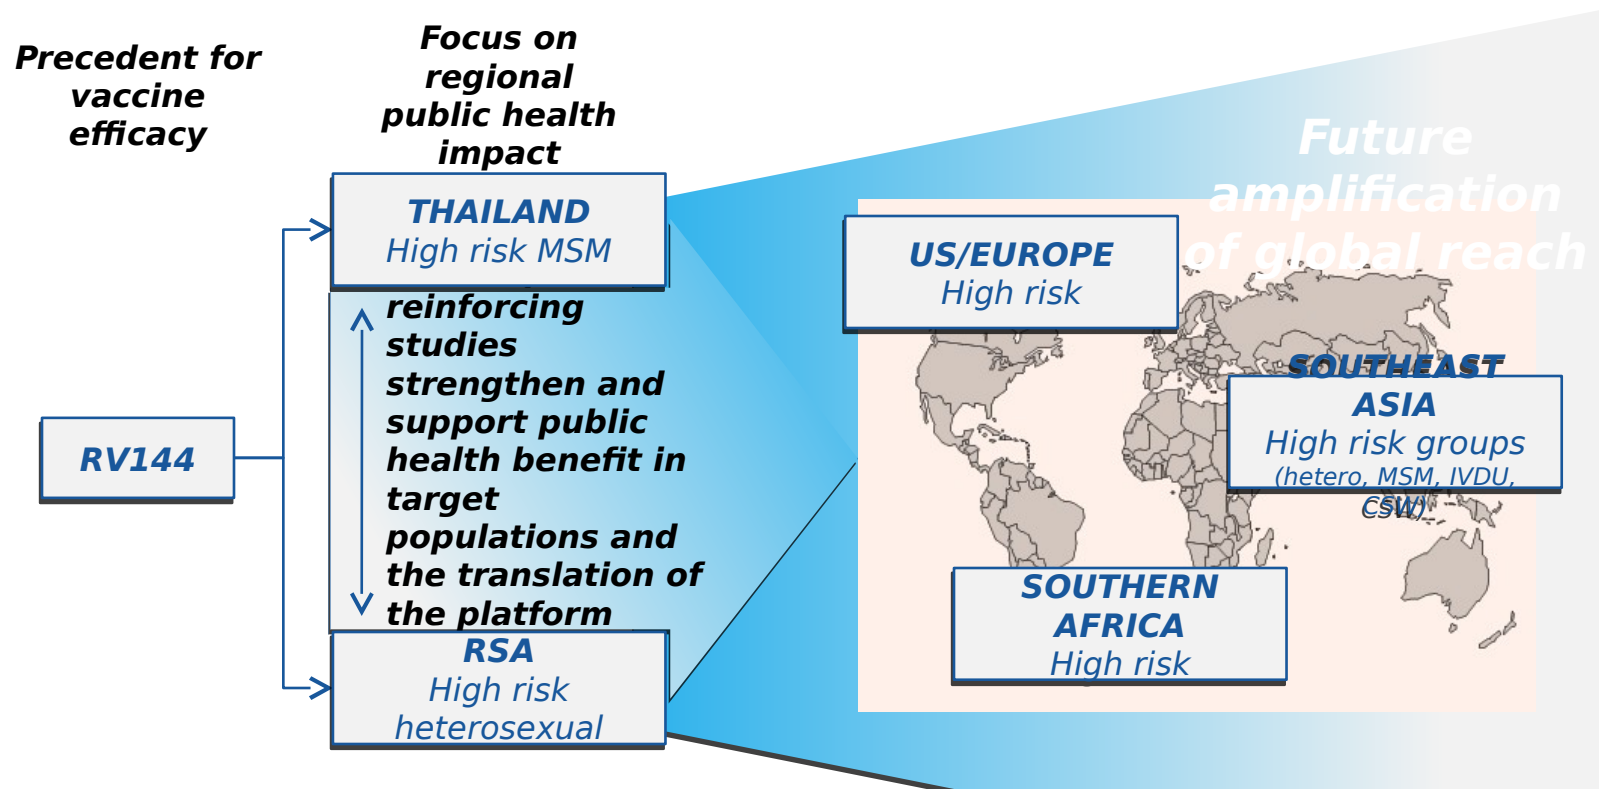 Precedent for
vaccine
efficacy
Focus on
regional
public health
impact
THAILAND
High risk MSM
reinforcing
studies
strengthen and
support public
health benefit in
target
populations and
the translation of
the platform
RV144
RSA
High risk
heterosexual
Future
amplification
of global reach
US/EUROPE
High risk
SOUTHEAST
ASIA
High risk groups
(hetero, MSM, IVDU,
CSW)
SOUTHERN
AFRICA
High risk